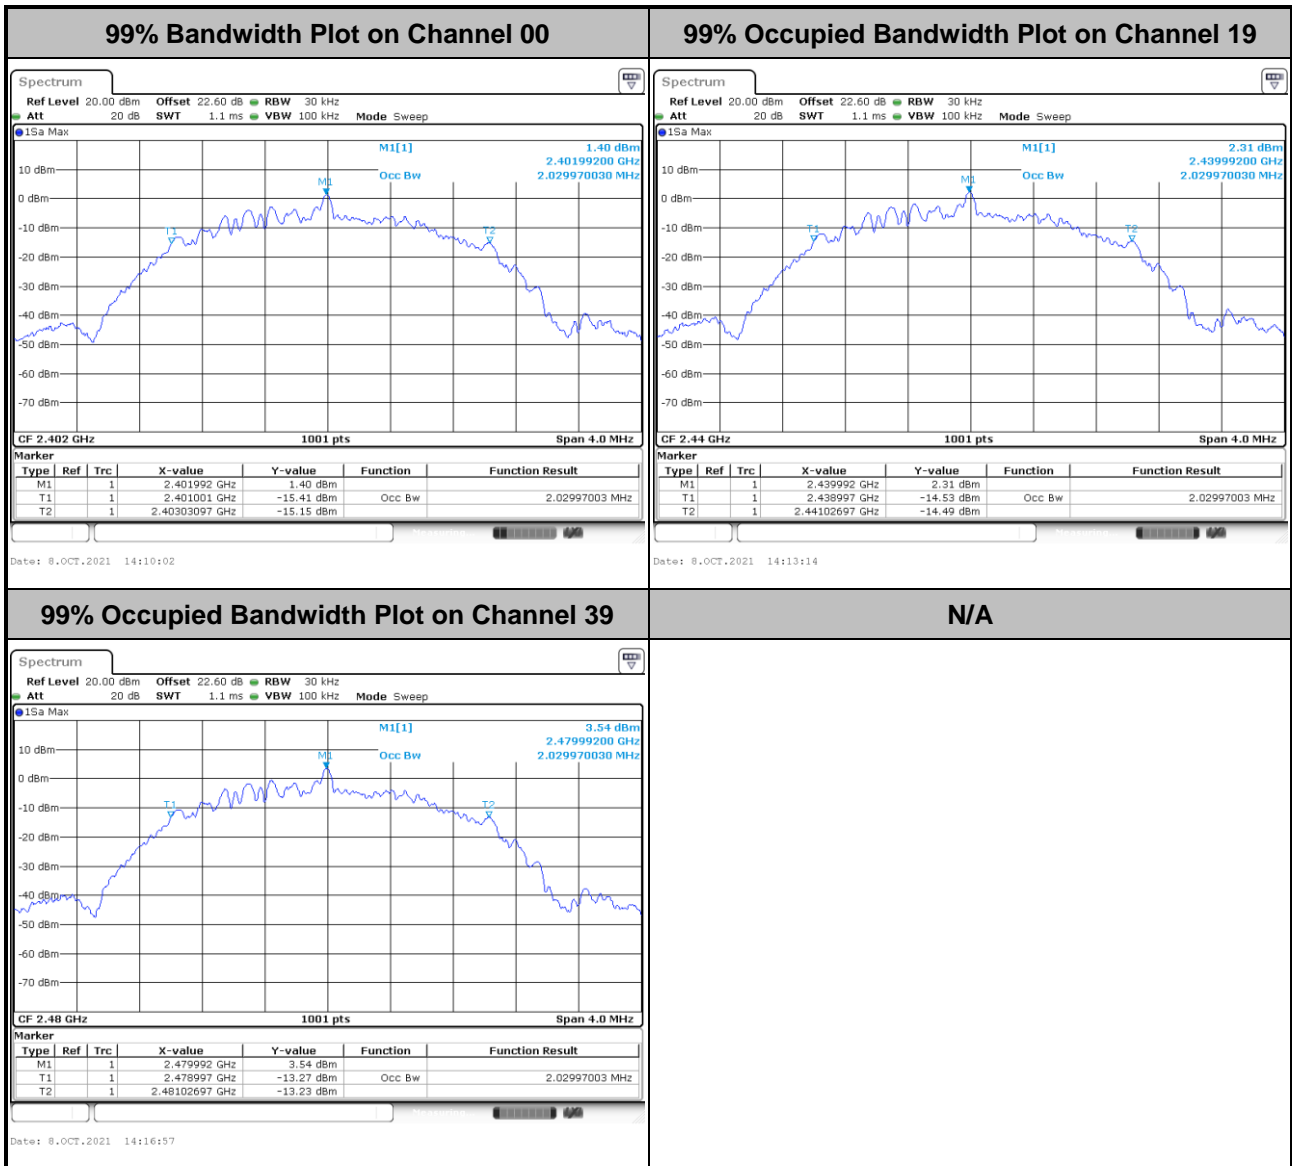 99% Bandwidth Plot on Channel 00
Spectrum
Ref Level 20.00 dBm Offset 22.60 dB RBW 30 kHz
Att 20 dB SWT 1.1 ms VBW 100 kHz Mode Sweep
1Sa Max
M1[1] 1.40 dBm
2.40199200 GHz
Occ Bw 2.029970030 MHz
10 dBm
M1
0 dBm
-10 dBm
T1 T2
-20 dBm
-30 dBm
-40 dBm
-50 dBm
-60 dBm
-70 dBm
CF 2.402 GHz 1001 pts Span 4.0 MHz
Marker
Type Ref Trc X-value Y-value Function Function Result
M1 1 2.401992 GHz 1.40 dBm
T1 1 2.401001 GHz -15.41 dBm Occ Bw 2.02997003 MHz
T2 1 2.40303097 GHz -15.15 dBm
Measuring
Date: 8.OCT.2021 14:10:02
99% Occupied Bandwidth Plot on Channel 19
Spectrum
Ref Level 20.00 dBm Offset 22.60 dB RBW 30 kHz
Att 20 dB SWT 1.1 ms VBW 100 kHz Mode Sweep
1Sa Max
M1[1] 2.31 dBm
2.43999200 GHz
Occ Bw 2.029970030 MHz
10 dBm
M1
0 dBm
-10 dBm
T1 T2
-20 dBm
-30 dBm
-40 dBm
-50 dBm
-60 dBm
-70 dBm
CF 2.44 GHz 1001 pts Span 4.0 MHz
Marker
Type Ref Trc X-value Y-value Function Function Result
M1 1 2.439992 GHz 2.31 dBm
T1 1 2.438997 GHz -14.53 dBm Occ Bw 2.02997003 MHz
T2 1 2.44102697 GHz -14.49 dBm
Measuring
Date: 8.OCT.2021 14:13:14
99% Occupied Bandwidth Plot on Channel 39
Spectrum
Ref Level 20.00 dBm Offset 22.60 dB RBW 30 kHz
Att 20 dB SWT 1.1 ms VBW 100 kHz Mode Sweep
1Sa Max
M1[1] 3.54 dBm
2.47999200 GHz
Occ Bw 2.029970030 MHz
10 dBm
M1
0 dBm
T1 T2
-10 dBm
-20 dBm
-30 dBm
-40 dBm
-50 dBm
-60 dBm
-70 dBm
CF 2.48 GHz 1001 pts Span 4.0 MHz
Marker
Type Ref Trc X-value Y-value Function Function Result
M1 1 2.479992 GHz 3.54 dBm
T1 1 2.478997 GHz -13.27 dBm Occ Bw 2.02997003 MHz
T2 1 2.48102697 GHz -13.23 dBm
Measuring
Date: 8.OCT.2021 14:16:57
N/A